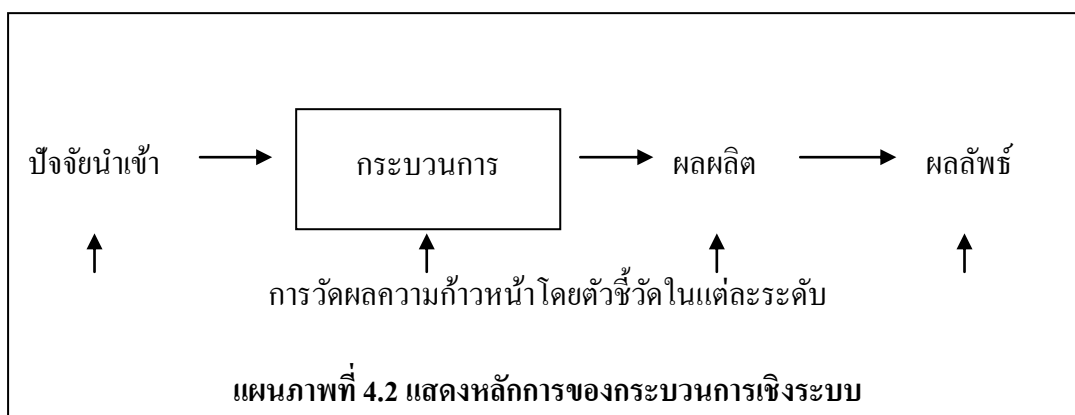 ปัจจัยนำเข้า กระบวนการ ผลผลิต ผลลัพธ์
การวัดผลความก้าวหน้าโดยตัวชี้วัดในแต่ละระดับ
แผนภาพที่ 4.2 แสดงหลักการของกระบวนการเชิงระบบ